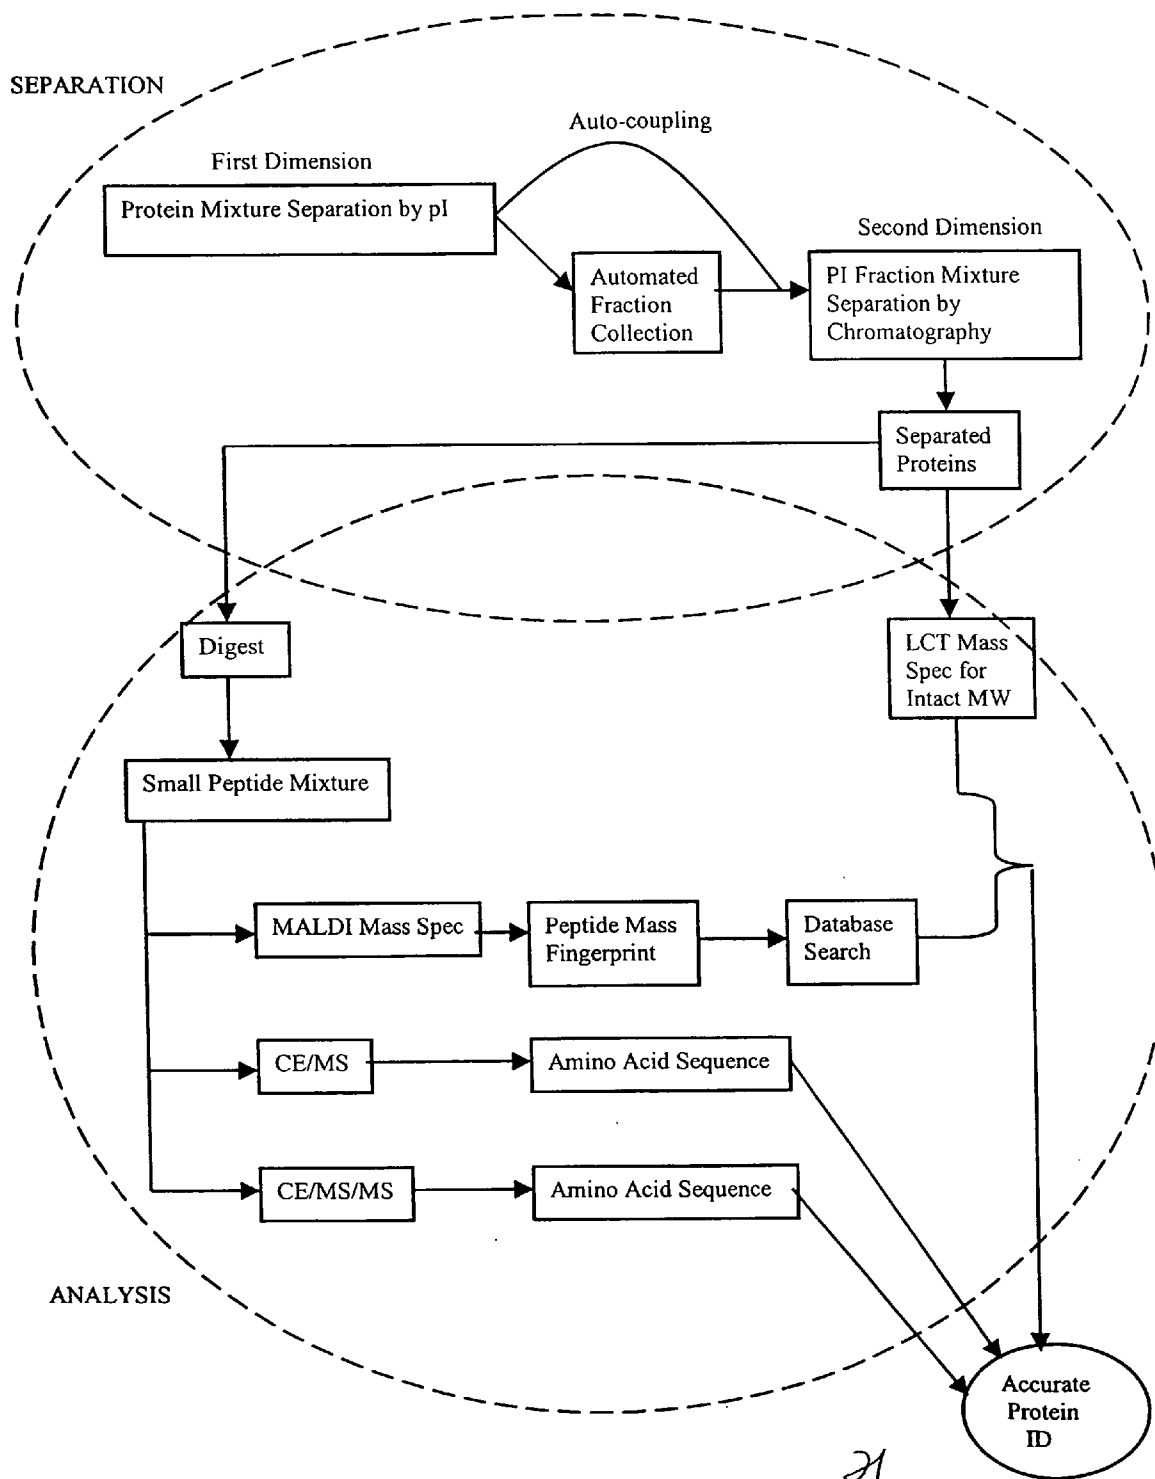 SEPARATION
Auto-coupling
First Dimension
Protein Mixture Separation by pI
Second Dimension
Automated
Fraction
Collection
PI Fraction Mixture
Separation by
Chromatography
Separated
Proteins
Digest
LCT Mass
Spec for
Intact MW
Small Peptide Mixture
MALDI Mass Spec
Peptide Mass
Fingerprint
Database
Search
CE/MS
Amino Acid Sequence
CE/MS/MS
Amino Acid Sequence
ANALYSIS
Accurate
Protein
ID